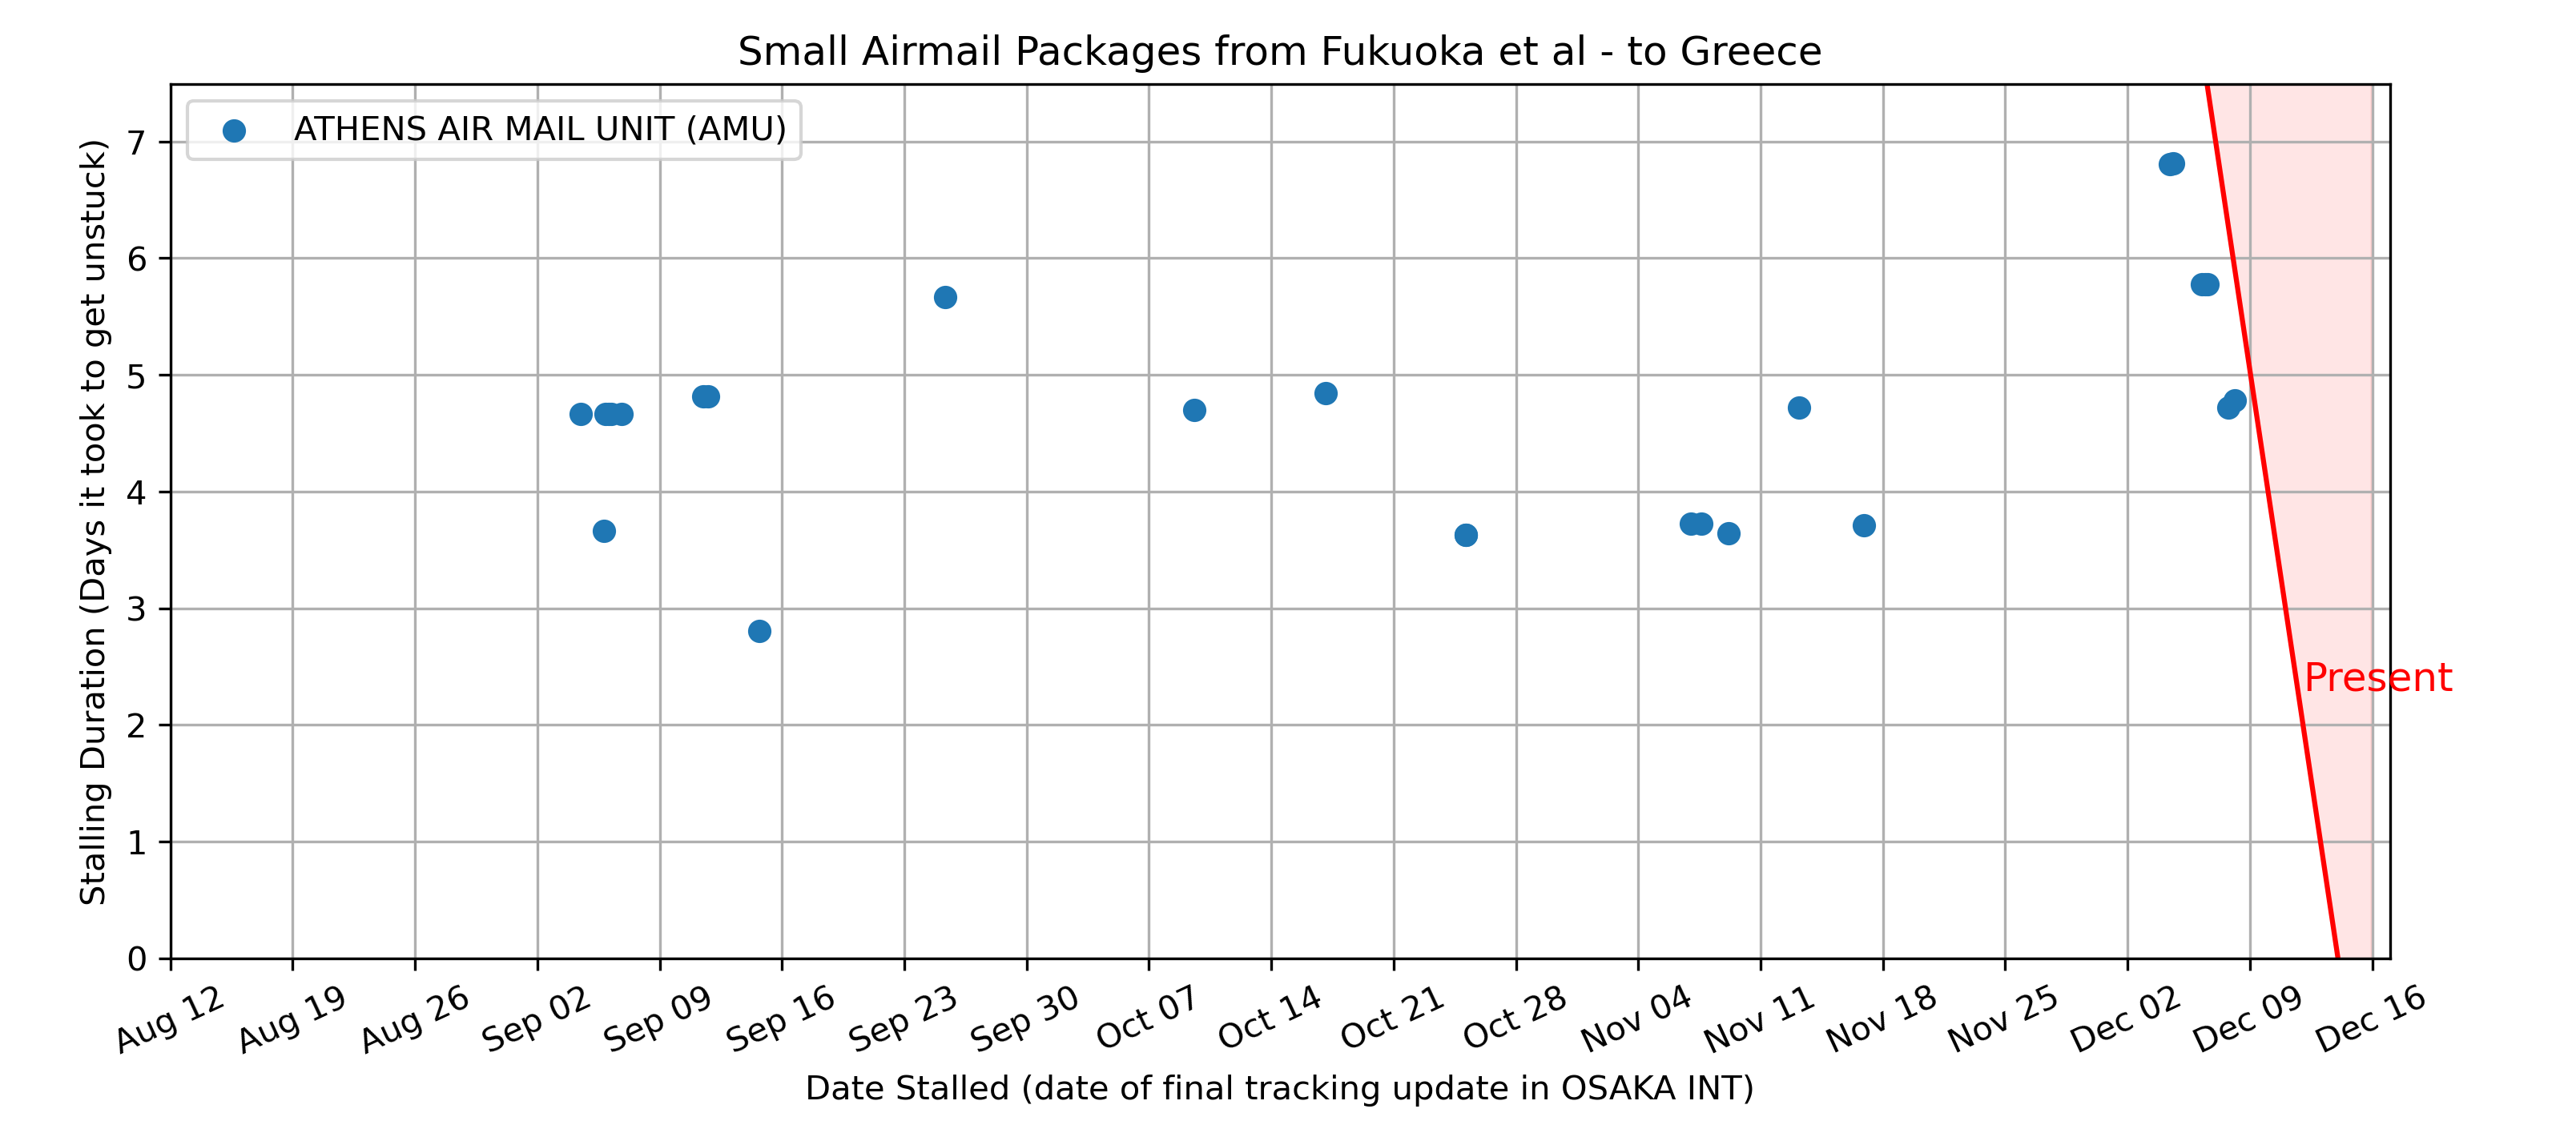 Small Airmail Packages from Fukuoka et al - to Greece
ATHENS AIR MAIL UNIT (AMU)
Stalling Duration (Days it took to get unstuck)
7
6
5
4
3
2
1
0
Present
Aug 12
Aug 19
Aug 26
Sep 02
Sep 09
Sep 16
Sep 23
Sep 30
Oct 07
Oct 14
Oct 21
Oct 28
Nov 04
Nov 11
Nov 18
Nov 25
Dec 02
Dec 09
Dec 16
Date Stalled (date of final tracking update in OSAKA INT)